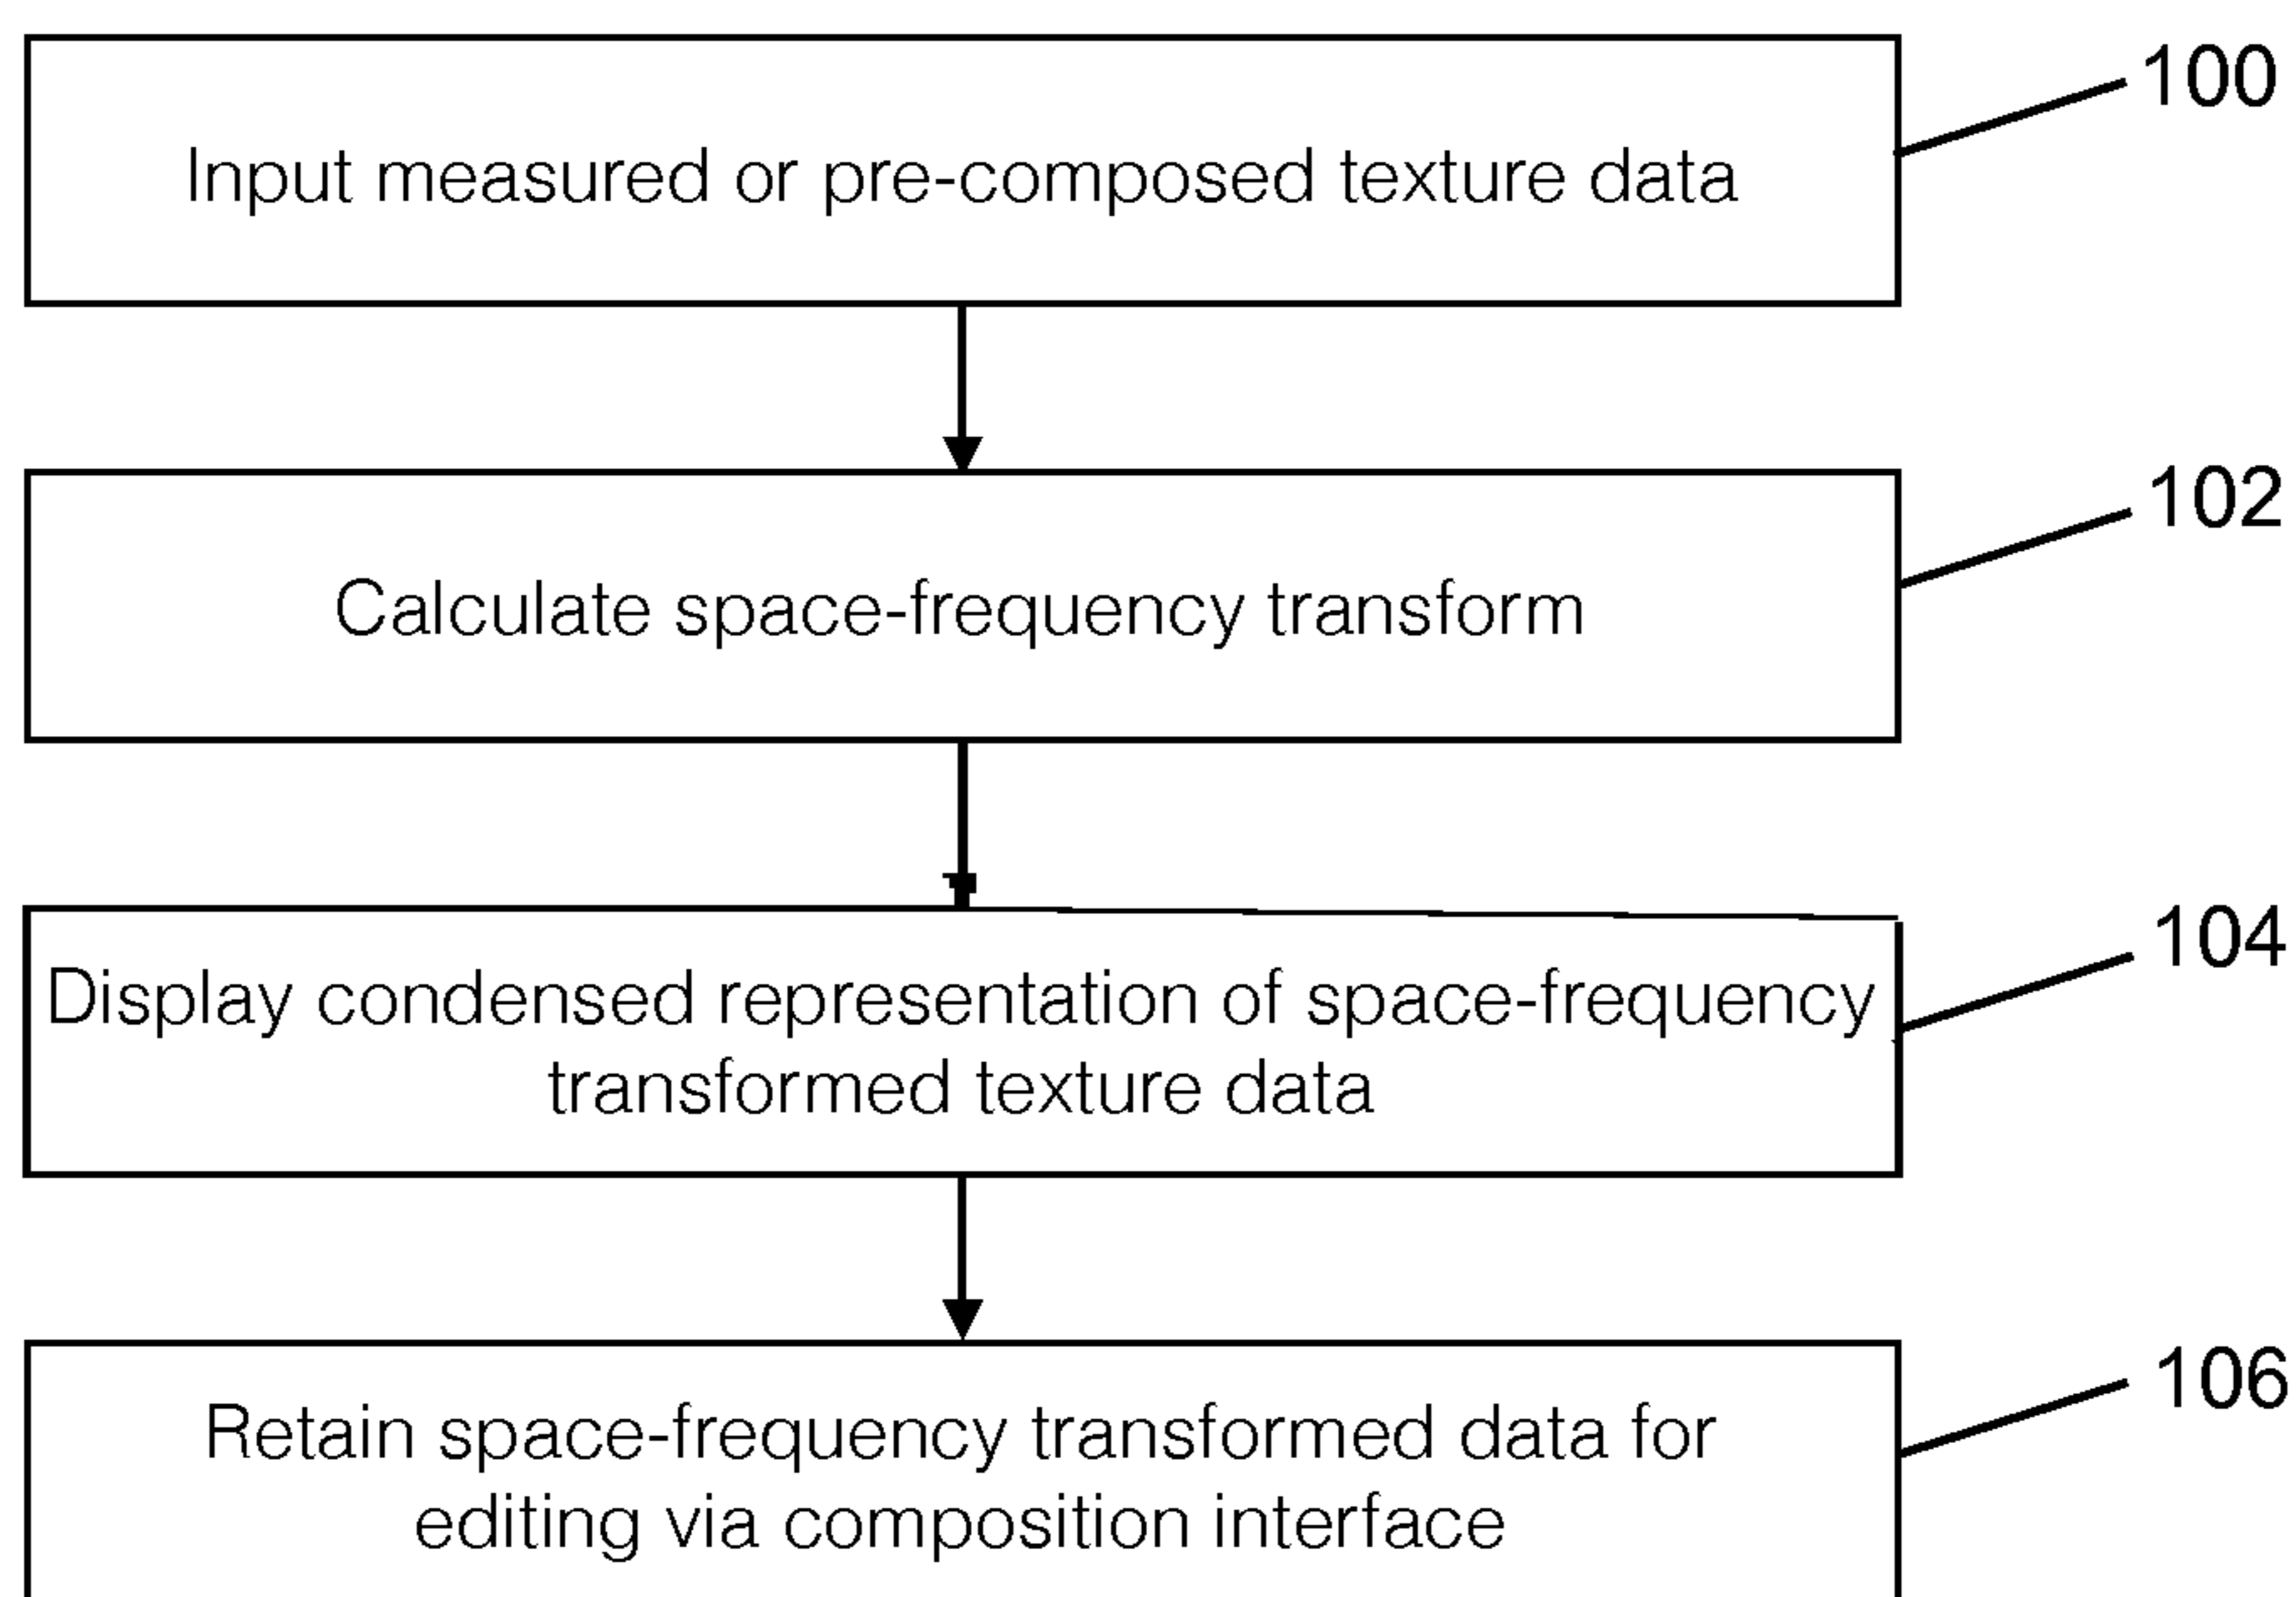 100
Input measured or pre-composed texture data
102
Calculate space-frequency transform
104
Display condensed representation of space-frequency
transformed texture data
106
Retain space-frequency transformed data for
editing via composition interface